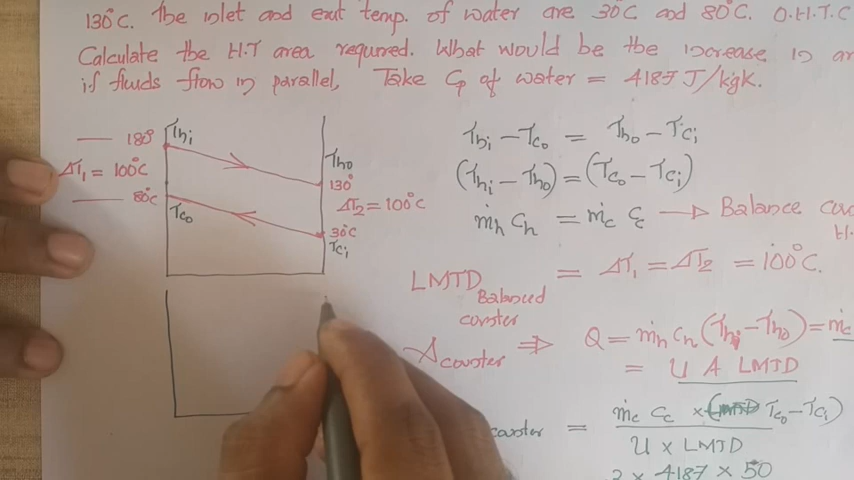 130°C. The inlet and exit temp. of water are 30°C and 80°C. O.H.T.C
Calculate the H.T area required. What would be the increase in ar
if fluids flow in parallel, Take Cp of water = 4187 J/kgK.
180° Thi
ΔT1 = 100°C
80°C Tco
Tho
130°
ΔT2 = 100°C
30°C
Tci
Thi - Tco = Tho - Tci
(Thi - Tho) = (Tco - Tci)
ṁh Ch = ṁc Cc → Balance cou
H.
LMTD Balanced counter = ΔT1 = ΔT2 = 100°C.
Acounter ⇒ Q = ṁh Ch (Thi - Tho) = ṁc
= U A LMTD
counter = ṁc Cc × (Tco - Tci)
U × LMTD
2 × 4187 × 50